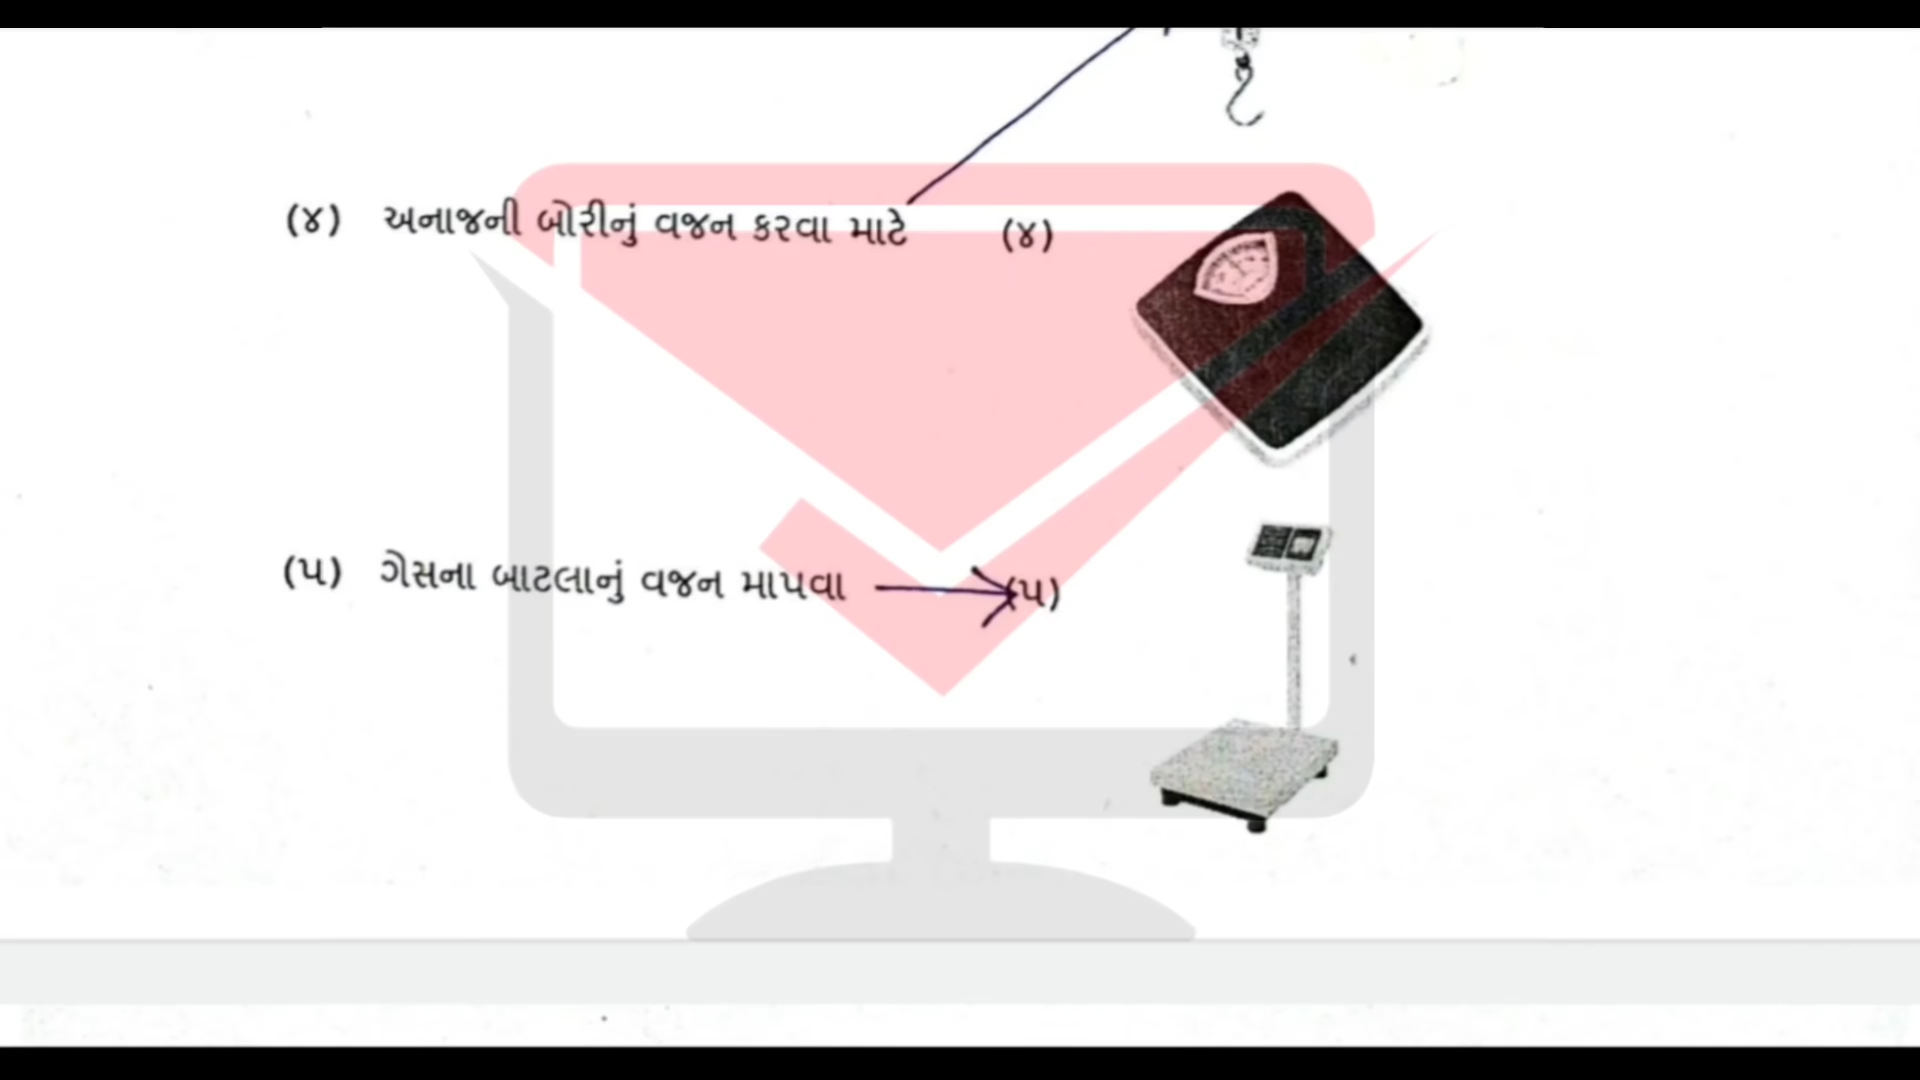 (૪) અનાજની બોરીનું વજન કરવા માટે (૪)
(૫) ગેસના બાટલાનું વજન માપવા (૫)